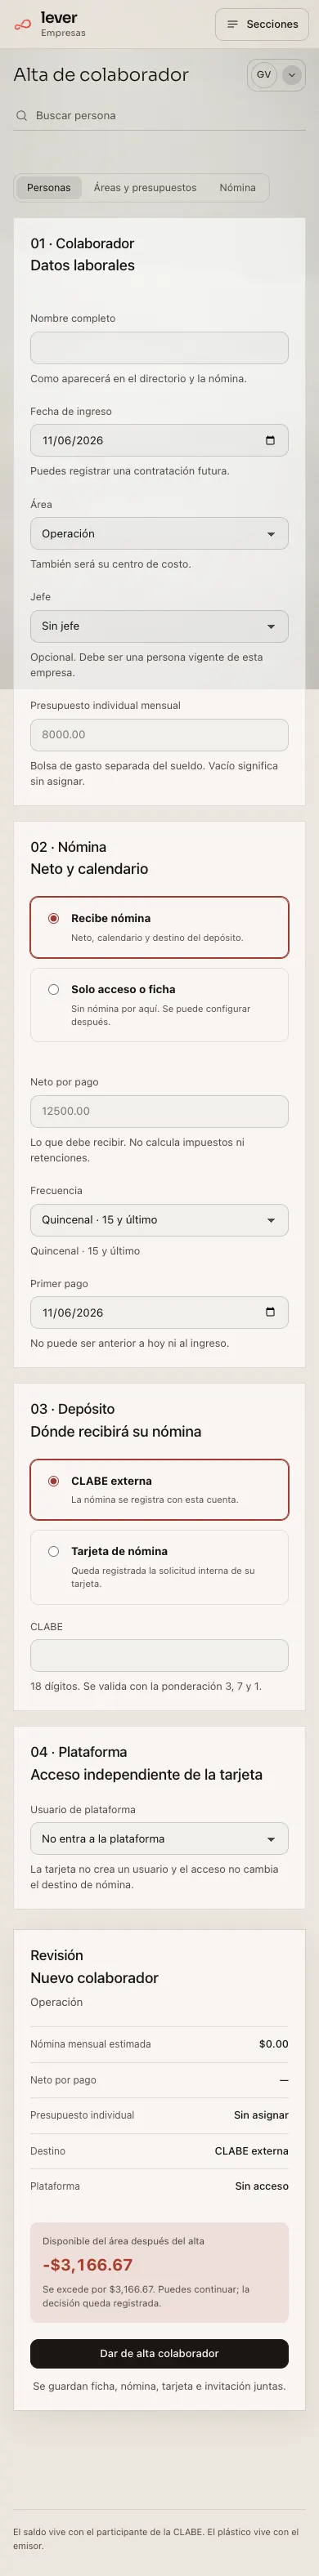 lever
Empresas
Secciones
Alta de colaborador
GV
Buscar persona
Personas
Áreas y presupuestos
Nómina
01 · Colaborador
Datos laborales
Nombre completo
Como aparecerá en el directorio y la nómina.
Fecha de ingreso
11/06/2026
Puedes registrar una contratación futura.
Área
Operación
También será su centro de costo.
Jefe
Sin jefe
Opcional. Debe ser una persona vigente de esta
empresa.
Presupuesto individual mensual
8000.00
Bolsa de gasto separada del sueldo. Vacío significa
sin asignar.
02 · Nómina
Neto y calendario
Recibe nómina
Neto, calendario y destino del depósito.
Solo acceso o ficha
Sin nómina por aquí. Se puede configurar
después.
Neto por pago
12500.00
Lo que debe recibir. No calcula impuestos ni
retenciones.
Frecuencia
Quincenal · 15 y último
Quincenal · 15 y último
Primer pago
11/06/2026
No puede ser anterior a hoy ni al ingreso.
03 · Depósito
Dónde recibirá su nómina
CLABE externa
La nómina se registra con esta cuenta.
Tarjeta de nómina
Queda registrada la solicitud interna de su
tarjeta.
CLABE
18 dígitos. Se valida con la ponderación 3, 7 y 1.
04 · Plataforma
Acceso independiente de la tarjeta
Usuario de plataforma
No entra a la plataforma
La tarjeta no crea un usuario y el acceso no cambia
el destino de nómina.
Revisión
Nuevo colaborador
Operación
Nómina mensual estimada $0.00
Neto por pago —
Presupuesto individual Sin asignar
Destino CLABE externa
Plataforma Sin acceso
Disponible del área después del alta
-$3,166.67
Se excede por $3,166.67. Puedes continuar; la
decisión queda registrada.
Dar de alta colaborador
Se guardan ficha, nómina, tarjeta e invitación juntas.
El saldo vive con el participante de la CLABE. El plástico vive con el
emisor.